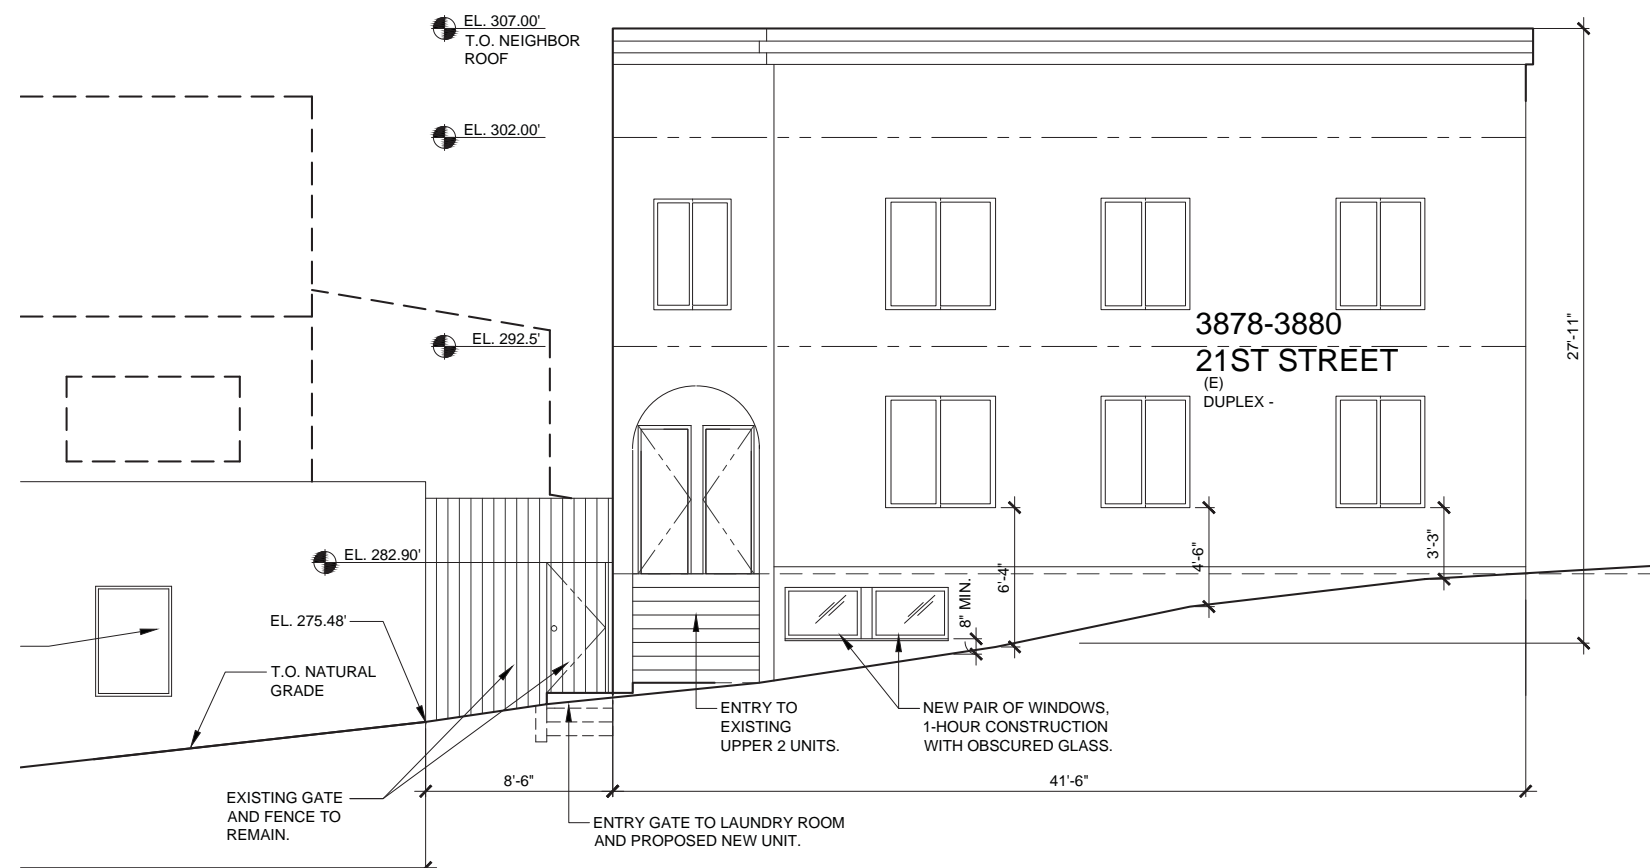 EL. 307.00'
T.O. NEIGHBOR
ROOF
EL. 302.00'
EL. 292.5'
3878-3880
21ST STREET
(E)
DUPLEX -
27'-11"
EL. 282.90'
EL. 275.48'
T.O. NATURAL
GRADE
8" MIN.
6'-4"
4'-6"
3'-3"
ENTRY TO
EXISTING
UPPER 2 UNITS.
NEW PAIR OF WINDOWS,
1-HOUR CONSTRUCTION
WITH OBSCURED GLASS.
8'-6"
41'-6"
EXISTING GATE
AND FENCE TO
REMAIN.
ENTRY GATE TO LAUNDRY ROOM
AND PROPOSED NEW UNIT.